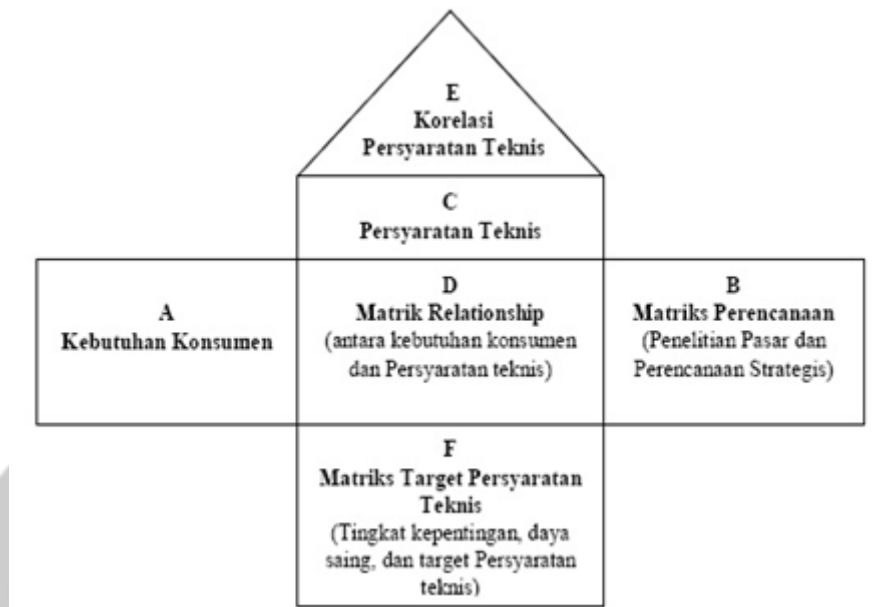 E
Korelasi
Persyaratan Teknis
C
Persyaratan Teknis
A
Kebutuhan Konsumen
D
Matrik Relationship
(antara kebutuhan konsumen
dan Persyaratan teknis)
B
Matriks Perencanaan
(Penelitian Pasar dan
Perencanaan Strategis)
F
Matriks Target Persyaratan
Teknis
(Tingkat kepentingan, daya
saing, dan target Persyaratan
teknis)